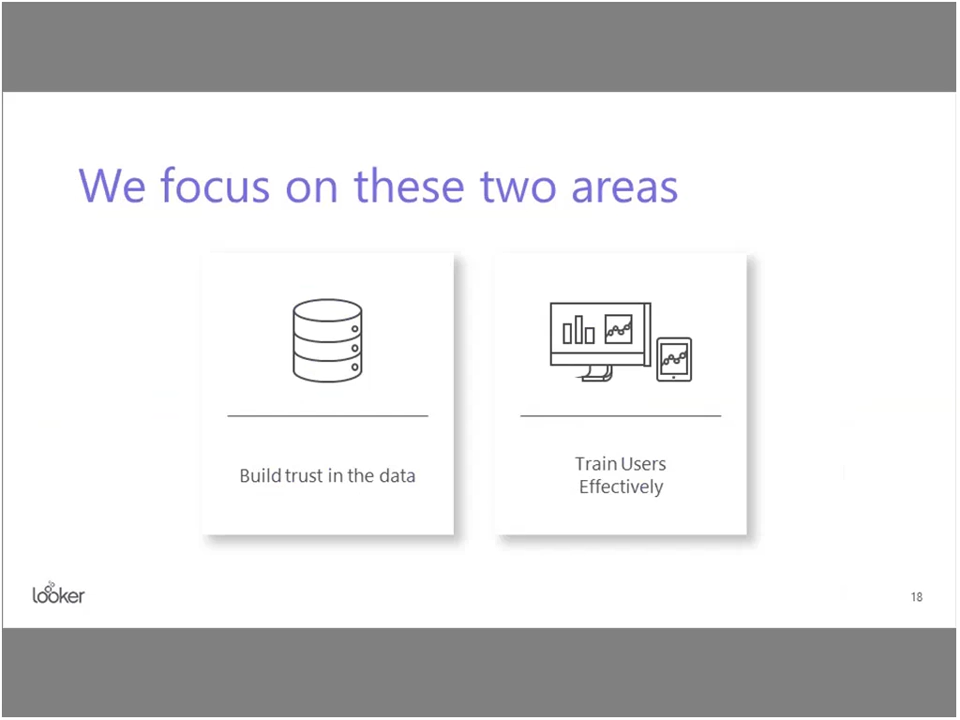 We focus on these two areas
Build trust in the data
Train Users
Effectively
looker
18